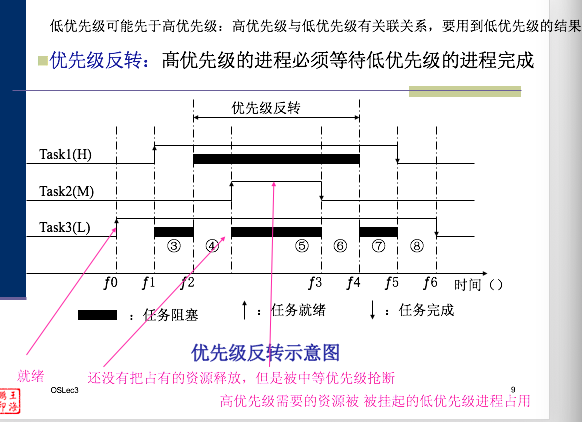 低优先级可能先于高优先级：高优先级与低优先级有关联关系，要用到低优先级的结果
优先级反转：高优先级的进程必须等待低优先级的进程完成
优先级反转
Task1(H)
Task2(M)
Task3(L)
③ ④ ⑤ ⑥ ⑦ ⑧
f0 f1 f2 f3 f4 f5 f6 时间（）
：任务阻塞 ：任务就绪 ：任务完成
优先级反转示意图
就绪 还没有把占有的资源释放，但是被中等优先级抢断
OSLec3 9
高优先级需要的资源被 被挂起的低优先级进程占用